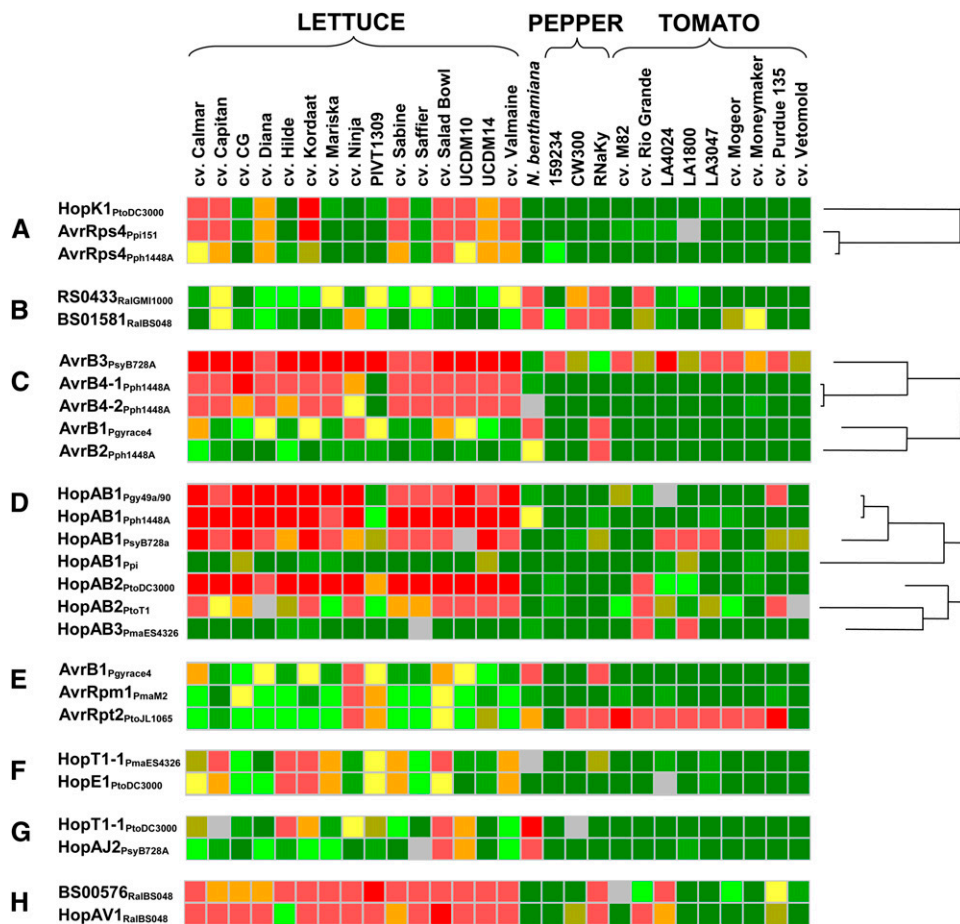 LETTUCE PEPPER TOMATO
cv. Calmar
cv. Capitan
cv. CG
cv. Diana
cv. Hilde
cv. Kordaat
cv. Mariska
cv. Ninja
PIVT1309
cv. Sabine
cv. Saffier
cv. Salad Bowl
UCDM10
UCDM14
cv. Valmaine
N. benthamiana
159234
CW300
RNaKy
cv. M82
cv. Rio Grande
LA4024
LA1800
LA3047
cv. Mogeor
cv. Moneymaker
cv. Purdue 135
cv. Vetomold
A
HopK1PtoDC3000
AvrRps4Ppi151
AvrRps4Pph1448A
B
RS0433RalGMI1000
BS01581RalBS048
C
AvrB3PsyB728A
AvrB4-1Pph1448A
AvrB4-2Pph1448A
AvrB1Pgyrace4
AvrB2Pph1448A
D
HopAB1Pgy49a/90
HopAB1Pph1448A
HopAB1PsyB728a
HopAB1Ppi
HopAB2PtoDC3000
HopAB2PtoT1
HopAB3PmaES4326
E
AvrB1Pgyrace4
AvrRpm1PmaM2
AvrRpt2PtoJL1065
F
HopT1-1PmaES4326
HopE1PtoDC3000
G
HopT1-1PtoDC3000
HopAJ2PsyB728A
H
BS00576RalBS048
HopAV1RalBS048